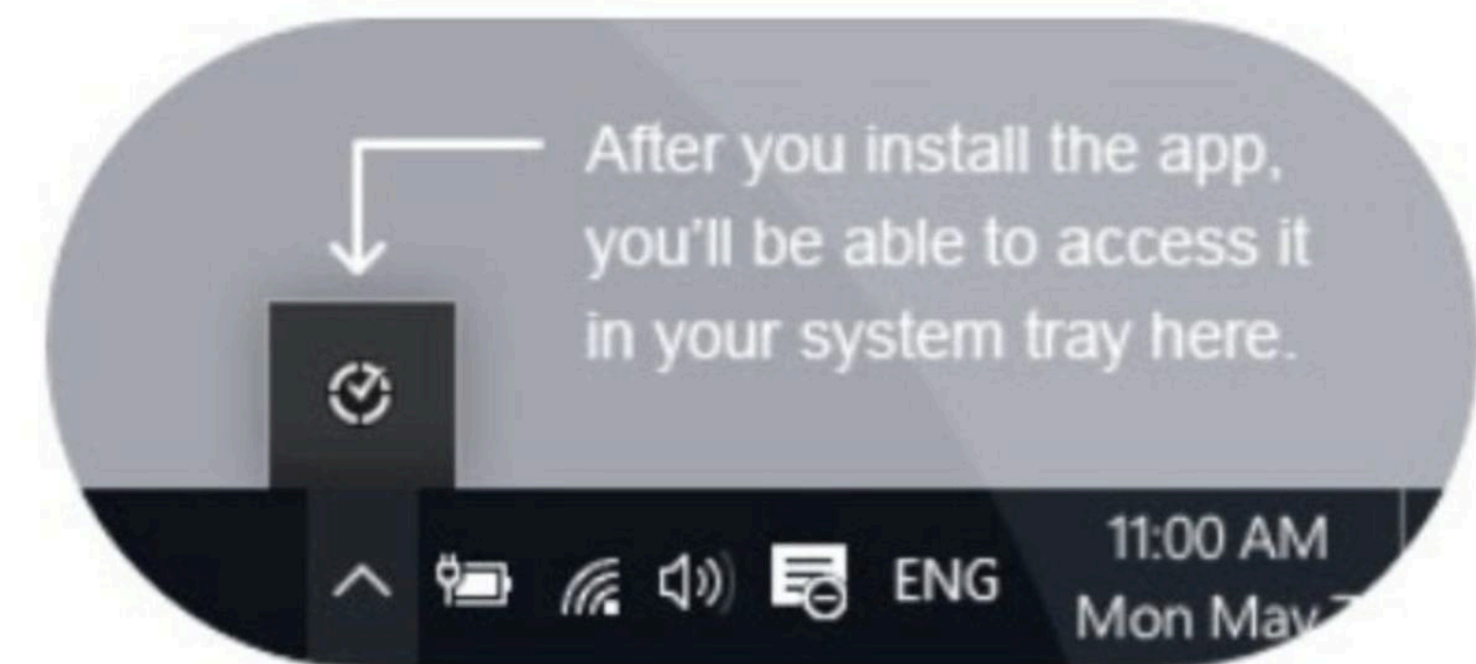 After you install the app,
you'll be able to access it
in your system tray here.
ENG
11:00 AM
Mon May